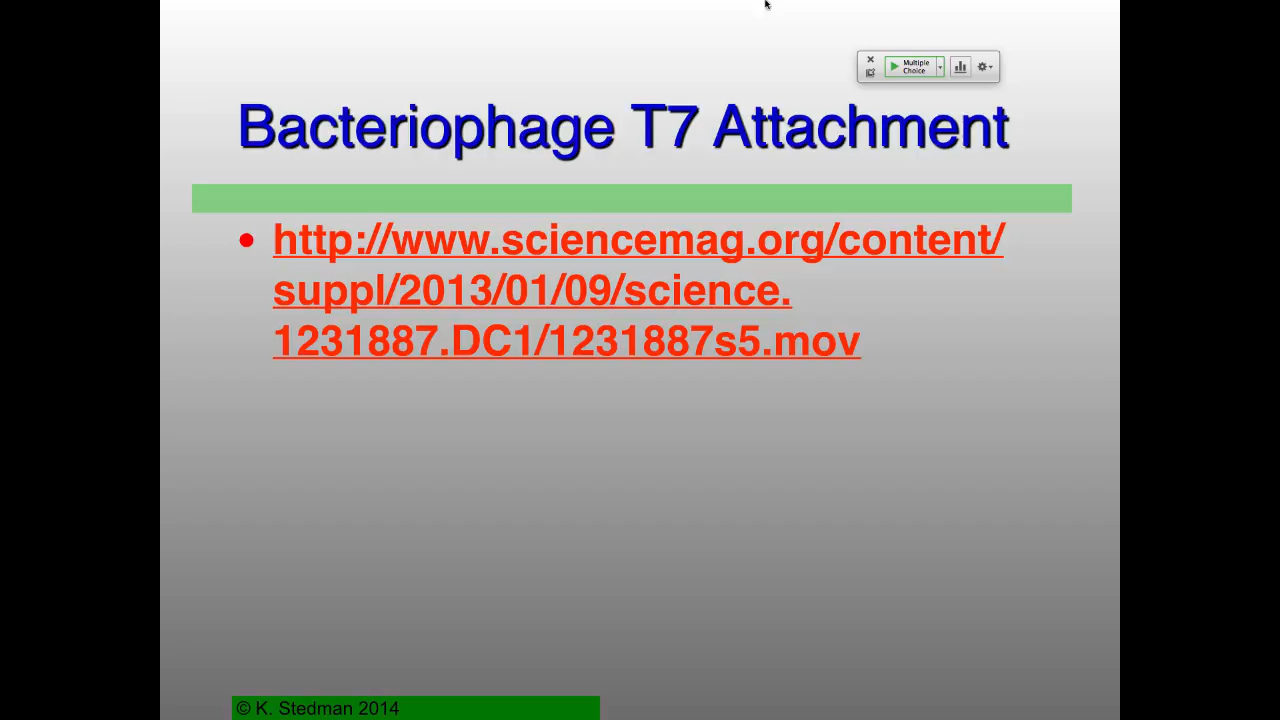 Multiple
Choice
Bacteriophage T7 Attachment
• http://www.sciencemag.org/content/
suppl/2013/01/09/science.
1231887.DC1/1231887s5.mov
© K. Stedman 2014